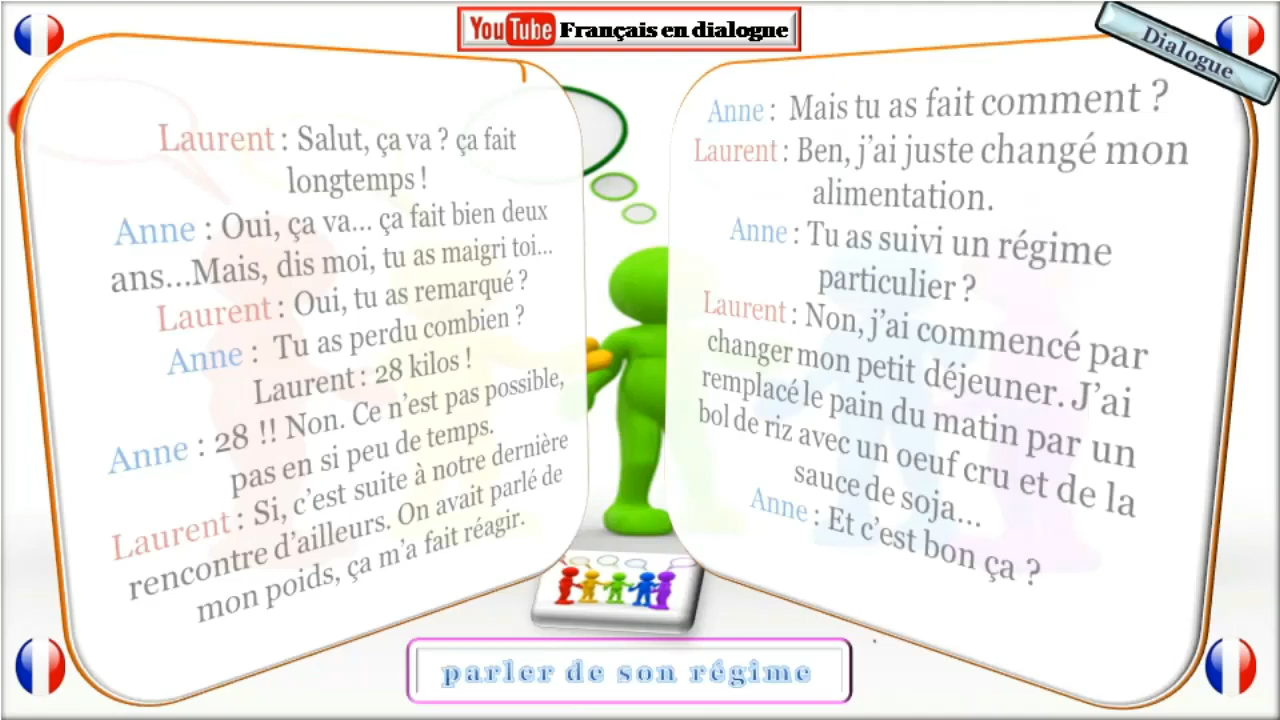 YouTube Français en dialogue
Dialogue
Laurent : Salut, ça va ? ça fait
longtemps !
Anne : Oui, ça va... ça fait bien deux
ans...Mais, dis moi, tu as maigri toi...
Laurent : Oui, tu as remarqué ?
Anne : Tu as perdu combien ?
Laurent : 28 kilos !
Anne : 28 !! Non. Ce n'est pas possible,
pas en si peu de temps.
Laurent : Si, c'est suite à notre dernière
rencontre d'ailleurs. On avait parlé de
mon poids, ça m'a fait réagir.
Anne : Mais tu as fait comment ?
Laurent : Ben, j'ai juste changé mon
alimentation.
Anne : Tu as suivi un régime
particulier ?
Laurent : Non, j'ai commencé par
changer mon petit déjeuner. J'ai
remplacé le pain du matin par un
bol de riz avec un oeuf cru et de la
sauce de soja...
Anne : Et c'est bon ça ?
parler de son régime